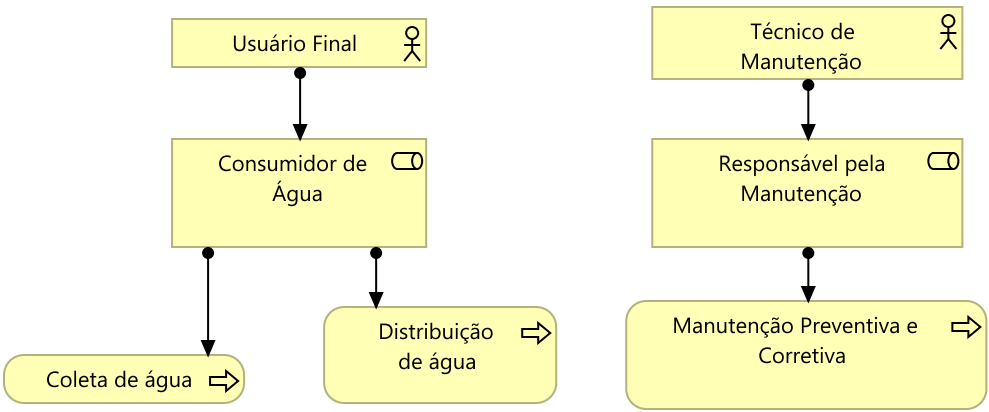 Usuário Final
Técnico de
Manutenção
Consumidor de
Água
Responsável pela
Manutenção
Coleta de água
Distribuição
de água
Manutenção Preventiva e
Corretiva